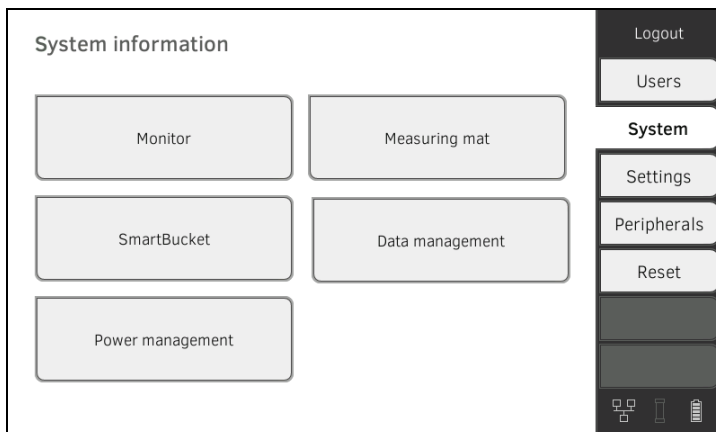 System information
Monitor
Measuring mat
SmartBucket
Data management
Power management
Logout
Users
System
Settings
Peripherals
Reset